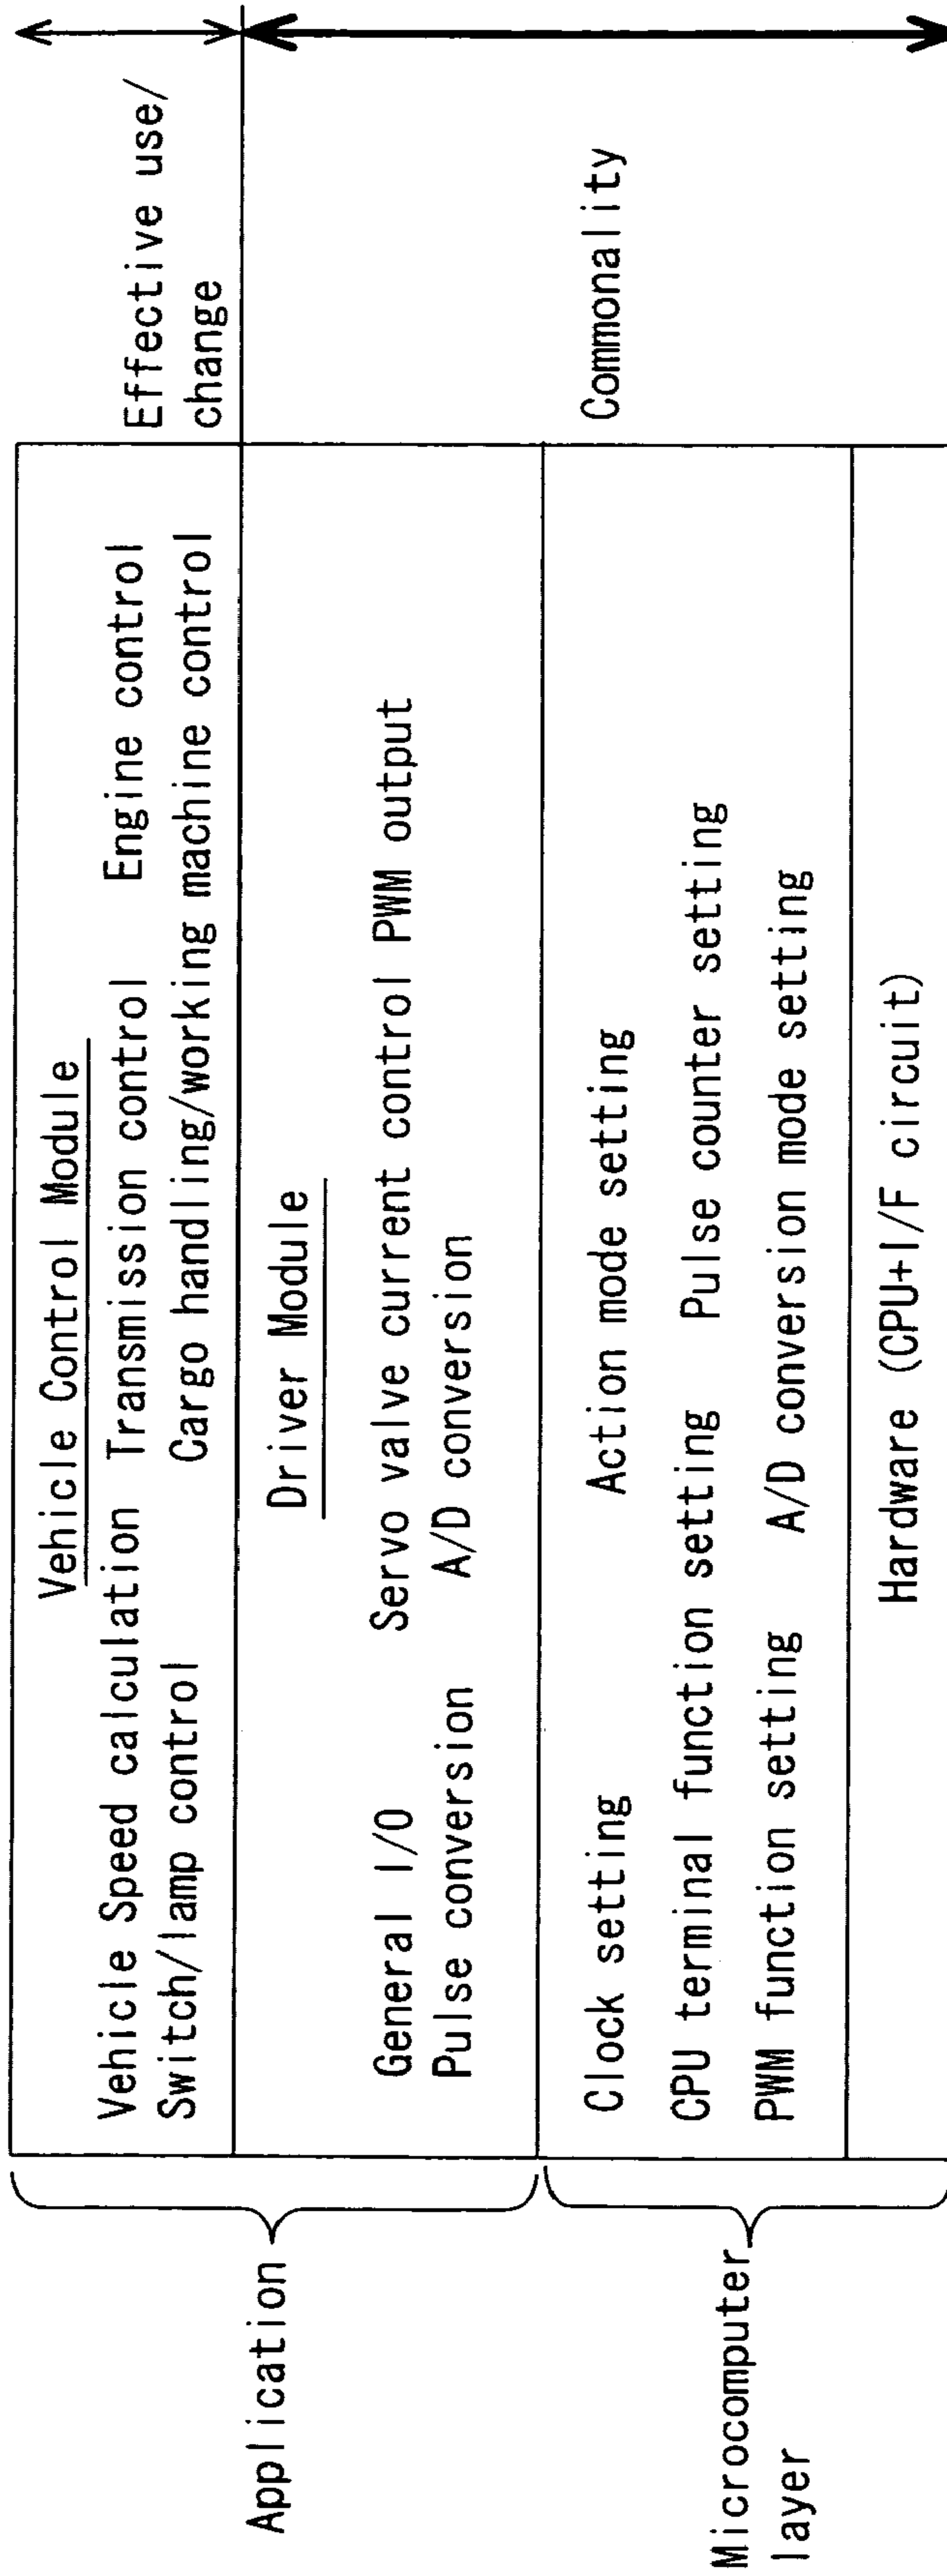 Vehicle Control Module
Vehicle Speed calculation Transmission control Engine control
Switch/lamp control Cargo handling/working machine control
Effective use/
change
Application
Driver Module
General I/O Servo valve current control PWM output
Pulse conversion A/D conversion
Commonality
Clock setting Action mode setting
CPU terminal function setting Pulse counter setting
PWM function setting A/D conversion mode setting
Microcomputer
layer
Hardware (CPU+I/F circuit)